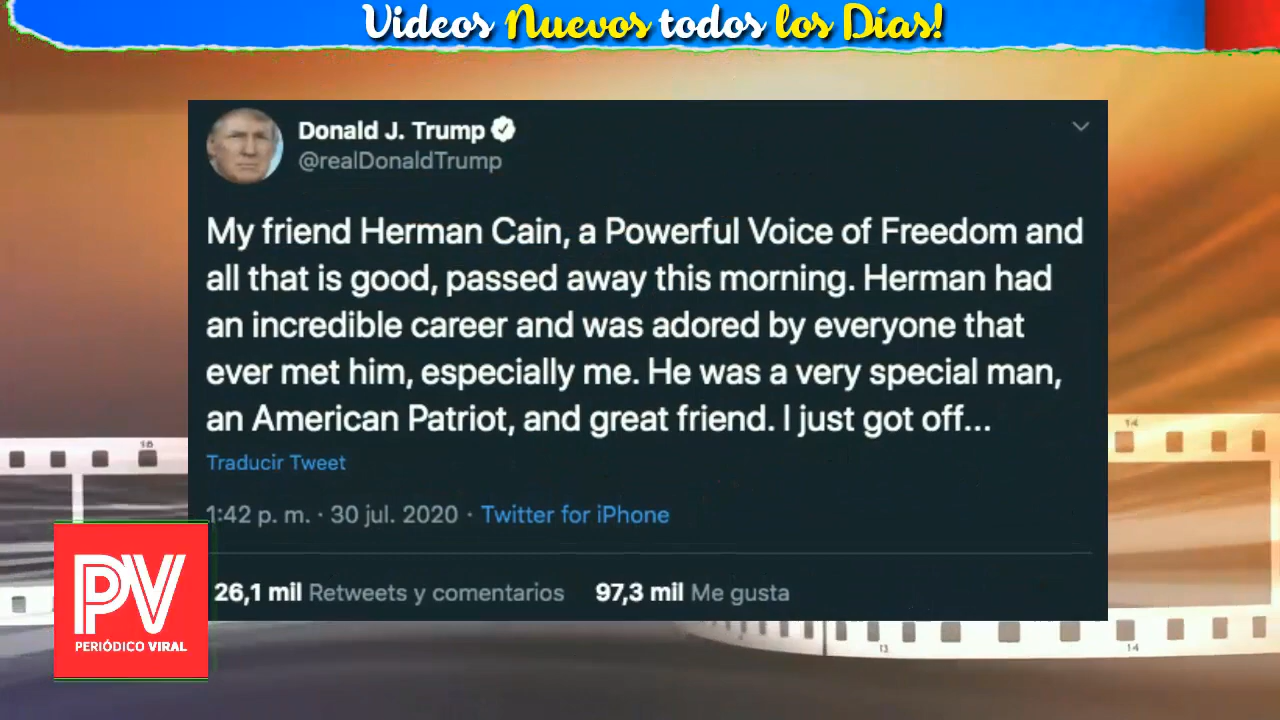 Videos Nuevos todos los Días!
Donald J. Trump
@realDonaldTrump
My friend Herman Cain, a Powerful Voice of Freedom and
all that is good, passed away this morning. Herman had
an incredible career and was adored by everyone that
ever met him, especially me. He was a very special man,
an American Patriot, and great friend. I just got off...
Traducir Tweet
1:42 p. m. · 30 jul. 2020 · Twitter for iPhone
26,1 mil Retweets y comentarios 97,3 mil Me gusta
PV
PERIÓDICO VIRAL
16
14
13
14